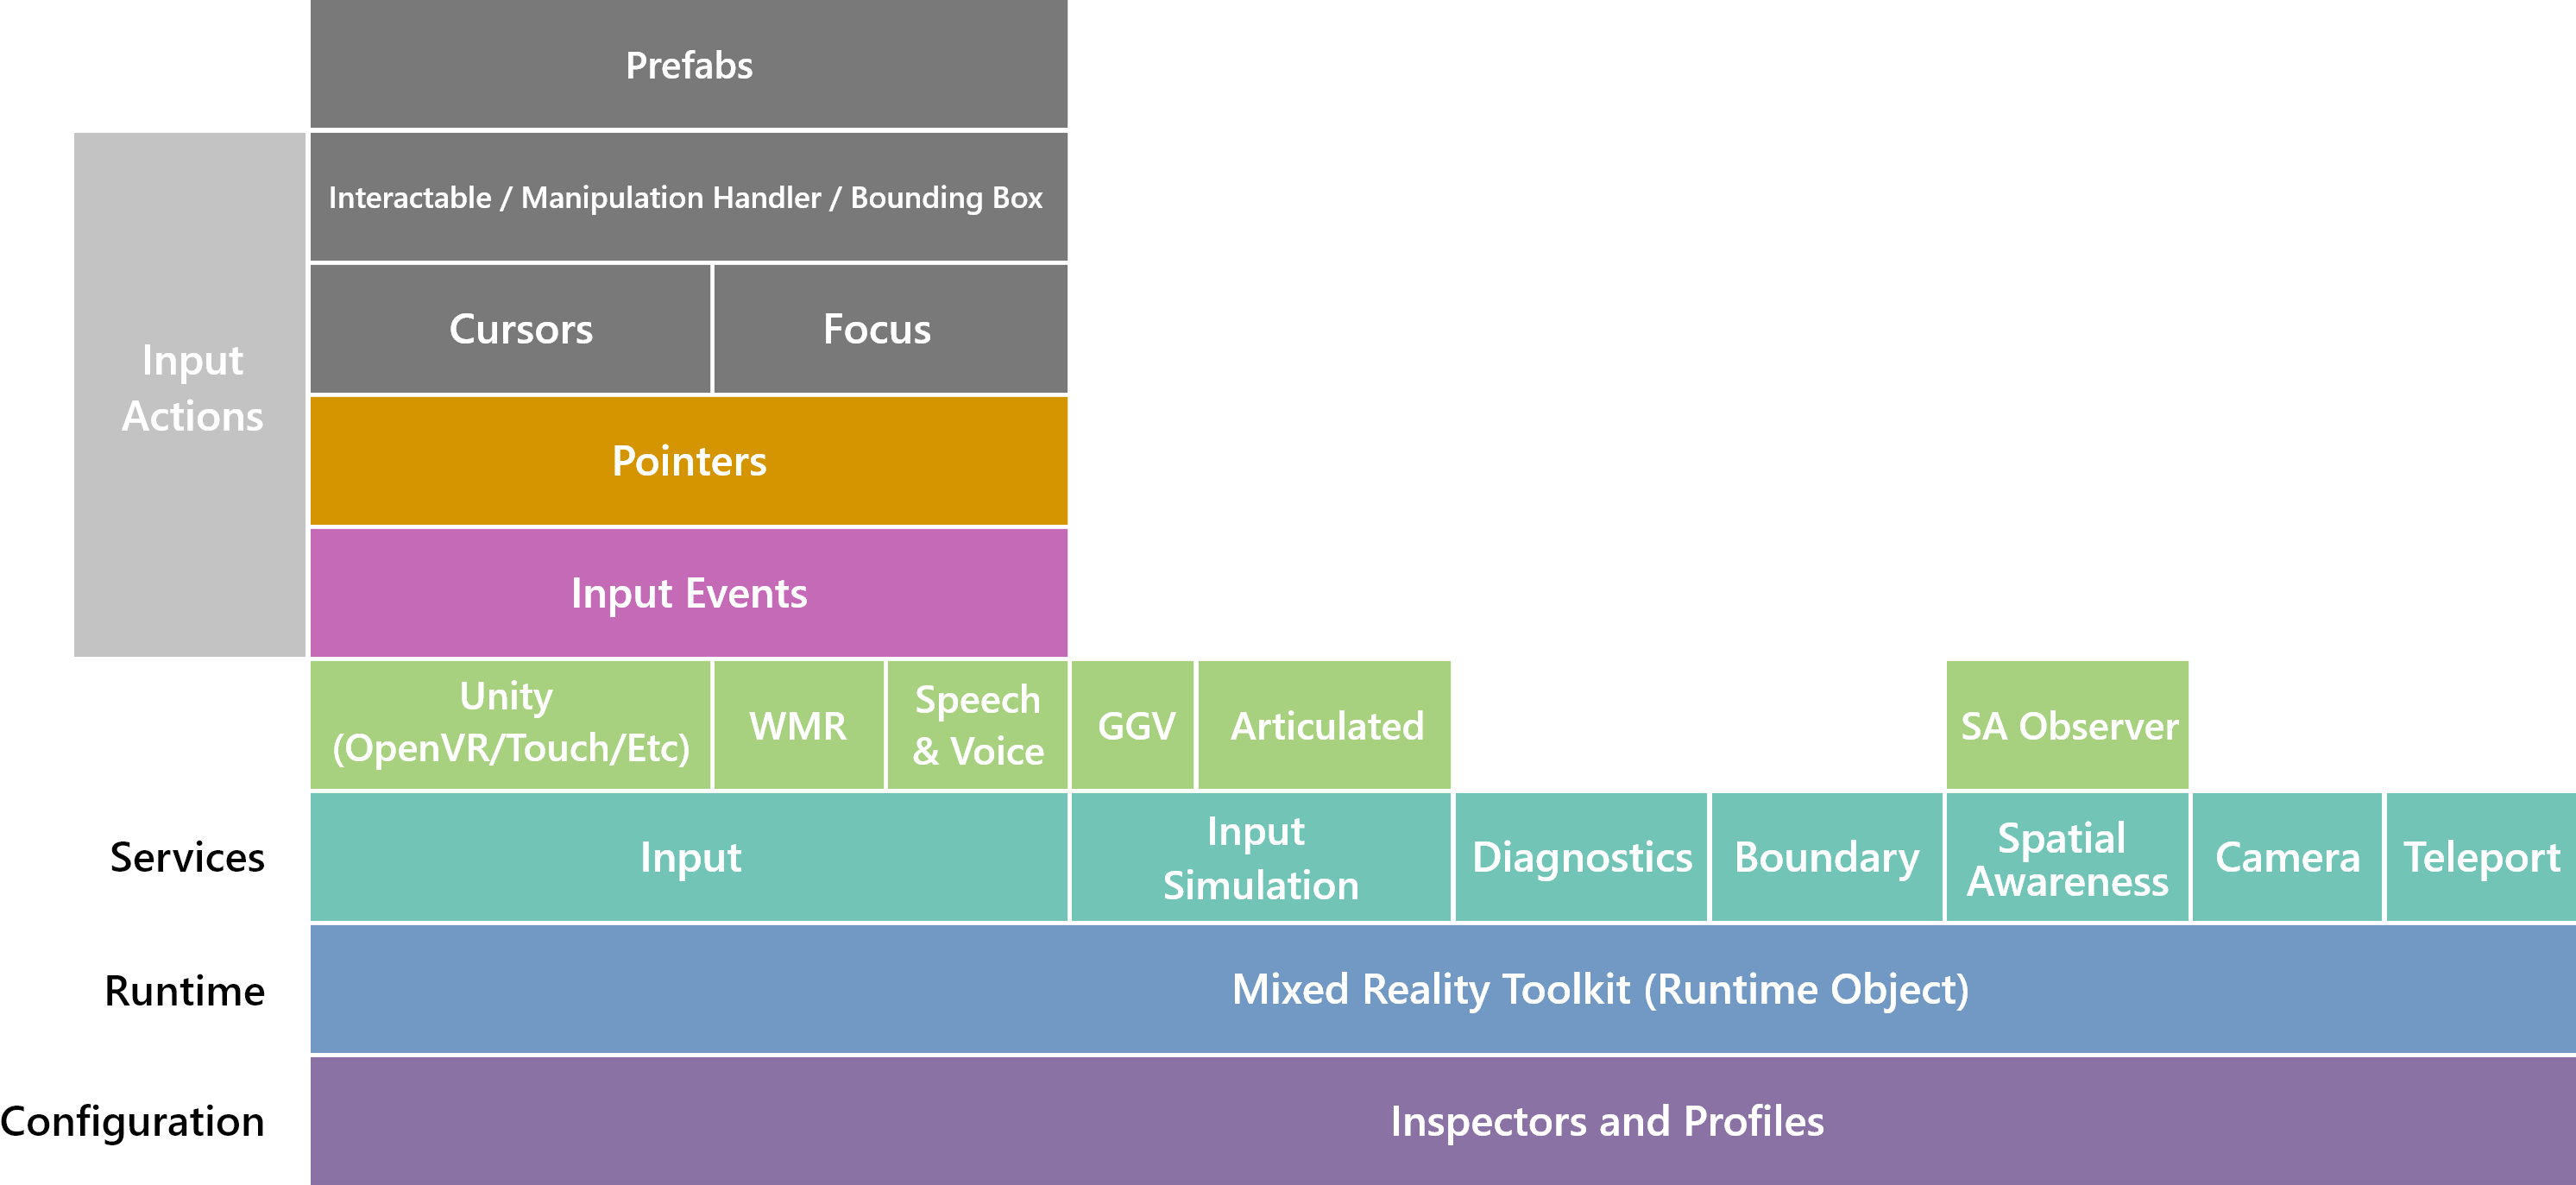 Prefabs
Interactable / Manipulation Handler / Bounding Box
Cursors
Focus
Input
Actions
Pointers
Input Events
Unity
(OpenVR/Touch/Etc)
WMR
Speech
& Voice
GGV
Articulated
SA Observer
Services
Input
Input
Simulation
Diagnostics
Boundary
Spatial
Awareness
Camera
Teleport
Runtime
Mixed Reality Toolkit (Runtime Object)
Configuration
Inspectors and Profiles